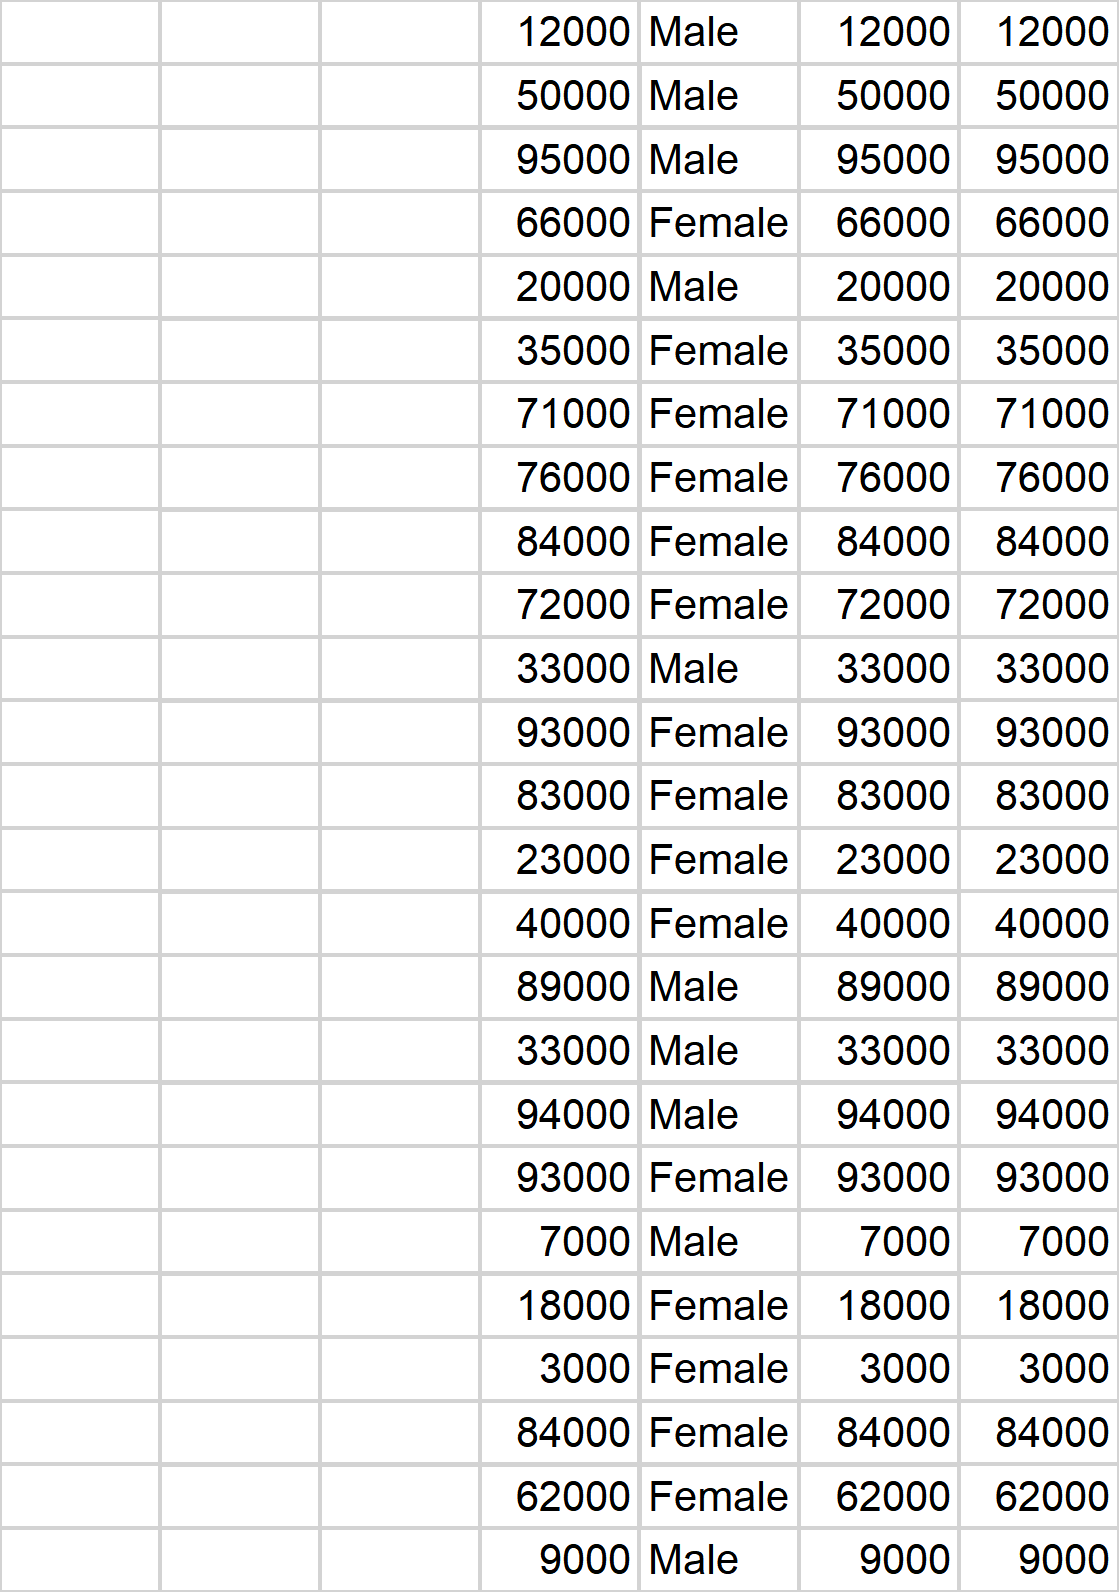 12000 Male 12000 12000
50000 Male 50000 50000
95000 Male 95000 95000
66000 Female 66000 66000
20000 Male 20000 20000
35000 Female 35000 35000
71000 Female 71000 71000
76000 Female 76000 76000
84000 Female 84000 84000
72000 Female 72000 72000
33000 Male 33000 33000
93000 Female 93000 93000
83000 Female 83000 83000
23000 Female 23000 23000
40000 Female 40000 40000
89000 Male 89000 89000
33000 Male 33000 33000
94000 Male 94000 94000
93000 Female 93000 93000
7000 Male 7000 7000
18000 Female 18000 18000
3000 Female 3000 3000
84000 Female 84000 84000
62000 Female 62000 62000
9000 Male 9000 9000